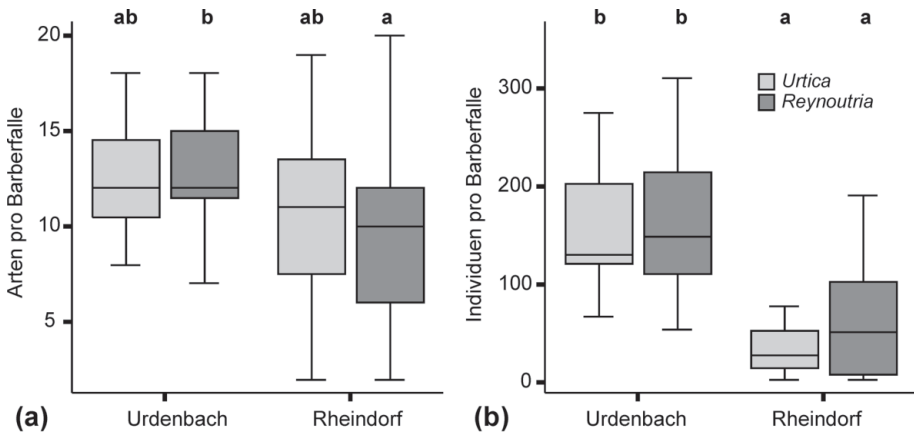 ab b ab a
20
15
10
5
Arten pro Barberfalle
(a)
Urdenbach Rheindorf
b b a a
300
200
100
0
Individuen pro Barberfalle
Urtica
Reynoutria
(b)
Urdenbach Rheindorf